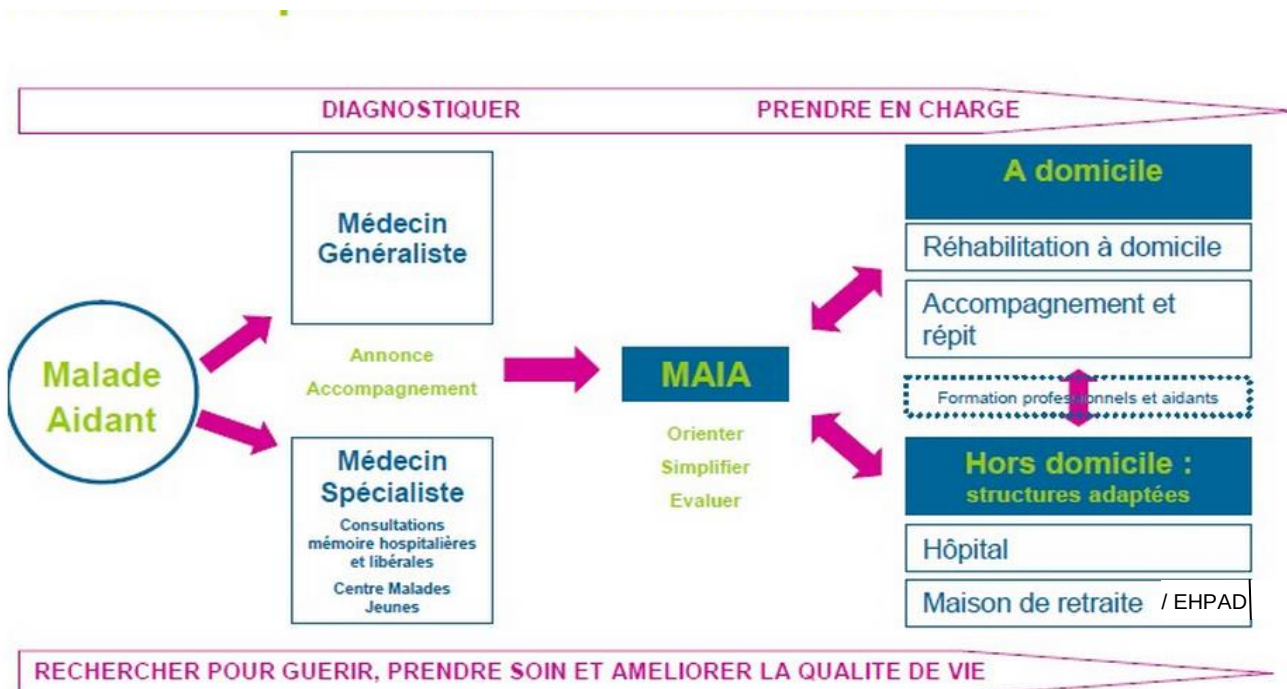 DIAGNOSTIQUER
PRENDRE EN CHARGE
Malade
Aidant
Médecin
Généraliste
Annonce
Accompagnement
Médecin
Spécialiste
Consultations
mémoire hospitalières
et libérales
Centre Malades
Jeunes
MAIA
Orienter
Simplifier
Evaluer
A domicile
Réhabilitation à domicile
Accompagnement et
répit
Formation professionnels et aidants
Hors domicile :
structures adaptées
Hôpital
Maison de retraite / EHPAD
RECHERCHER POUR GUERIR, PRENDRE SOIN ET AMELIORER LA QUALITE DE VIE